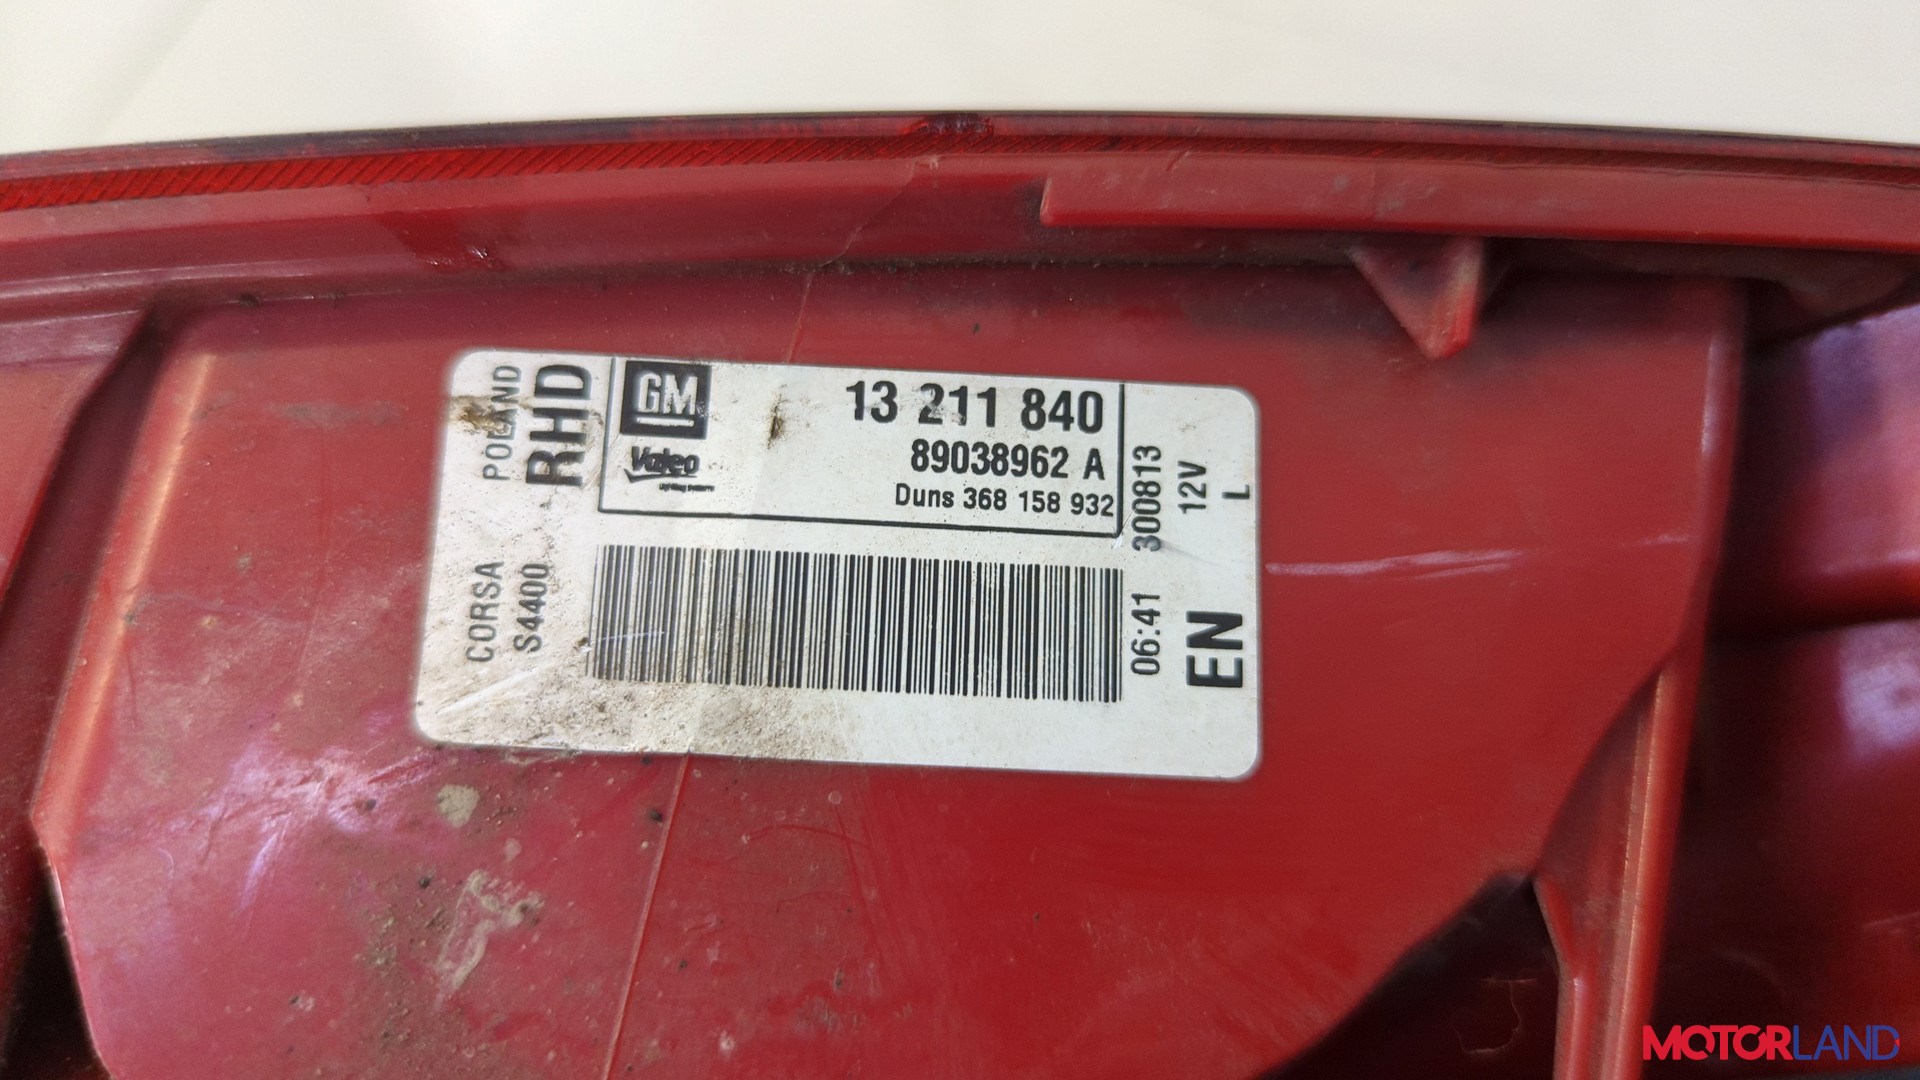 POLAND
RHD
CORSA
S4400
GM
Valeo
13 211 840
89038962 A
Duns 368 158 932
300813
06:41
12V
L
EN
MOTORLAND